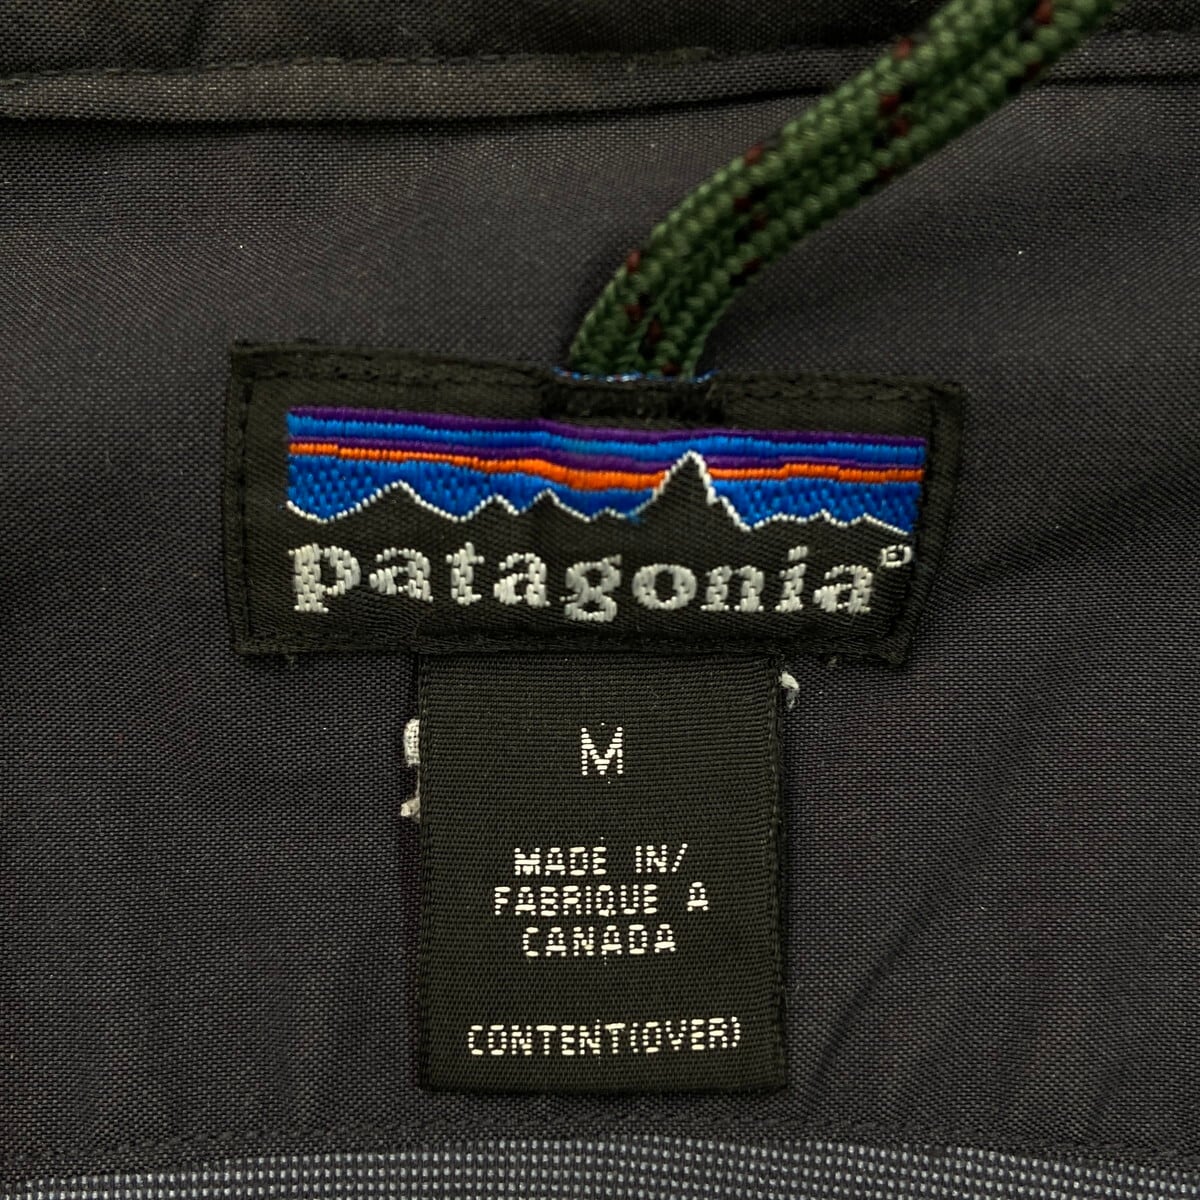 patagonia®
M
MADE IN/
FABRIQUE A
CANADA
CONTENT(OVER)